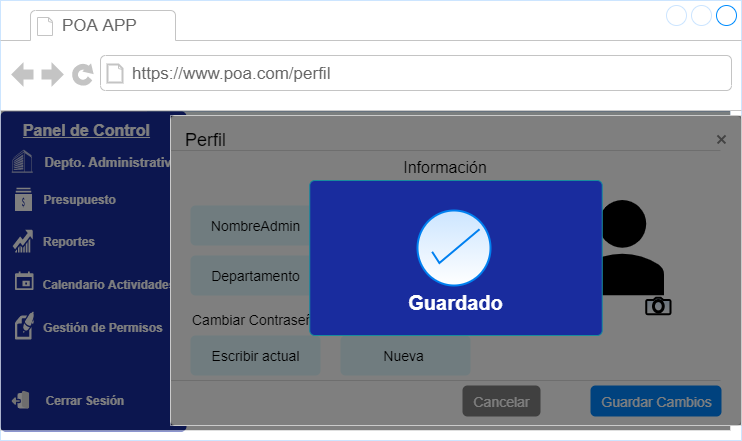 POA APP
https://www.poa.com/perfil
Panel de Control
Depto. Administrativ
Presupuesto
Reportes
Calendario Actividades
Gestión de Permisos
Cerrar Sesión
Perfil
×
Información
NombreAdmin
Departamento
Cambiar Contraseñ
Escribir actual
Nueva
Guardado
Cancelar
Guardar Cambios
$